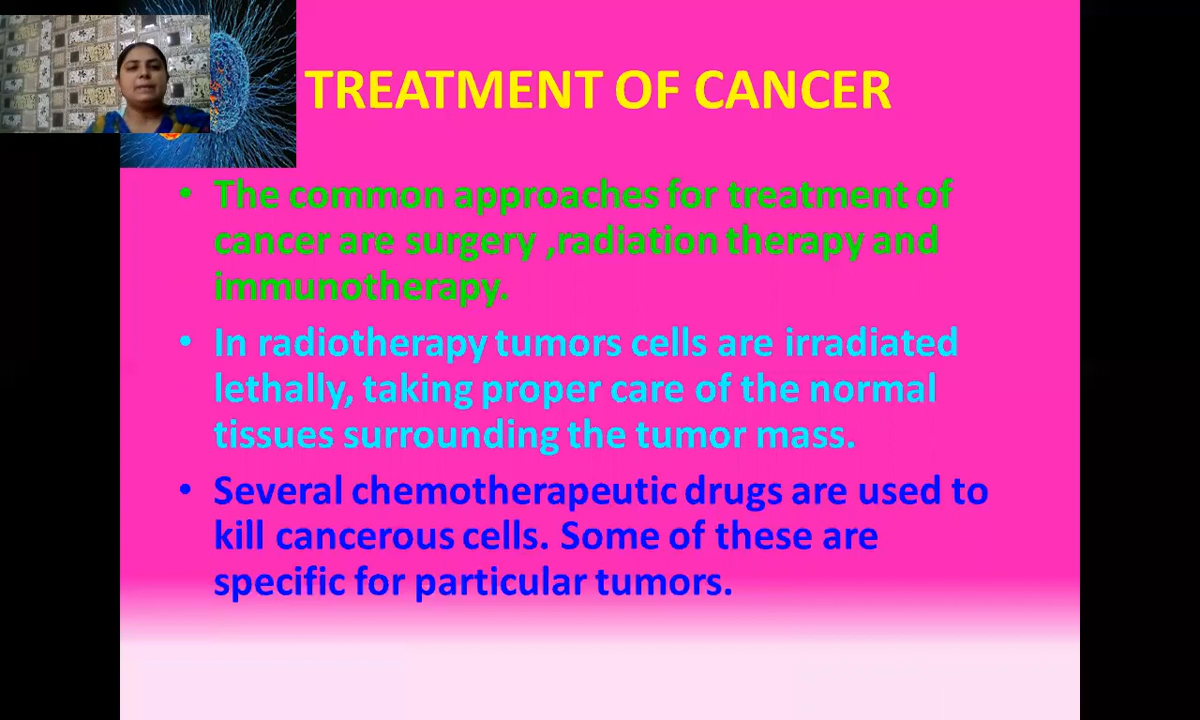 TREATMENT OF CANCER
• The common approaches for treatment of
cancer are surgery ,radiation therapy and
immunotherapy.
• In radiotherapy tumors cells are irradiated
lethally, taking proper care of the normal
tissues surrounding the tumor mass.
• Several chemotherapeutic drugs are used to
kill cancerous cells. Some of these are
specific for particular tumors.